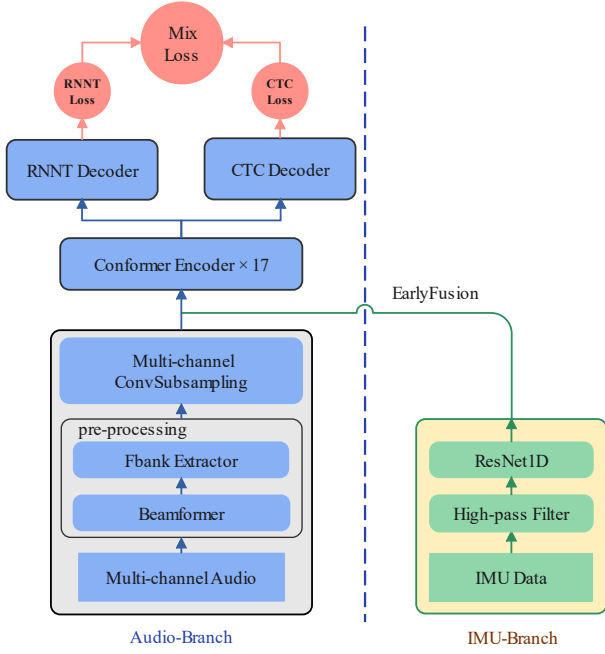 Mix
Loss
RNNT
Loss
CTC
Loss
RNNT Decoder
CTC Decoder
Conformer Encoder × 17
EarlyFusion
Multi-channel
ConvSubsampling
pre-processing
Fbank Extractor
ResNet1D
Beamformer
High-pass Filter
Multi-channel Audio
IMU Data
Audio-Branch
IMU-Branch